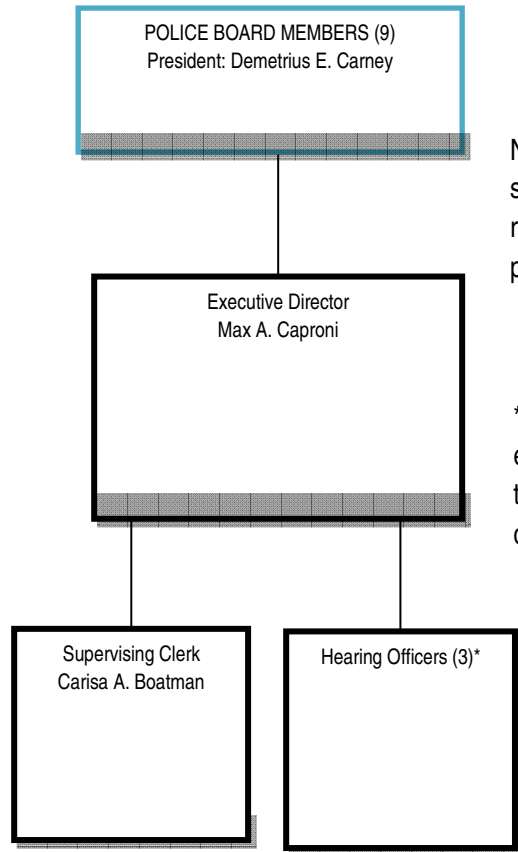 POLICE BOARD MEMBERS (9)
President: Demetrius E. Carney
Executive Director
Max A. Caproni
Supervising Clerk
Carisa A. Boatman
Hearing Officers (3)*